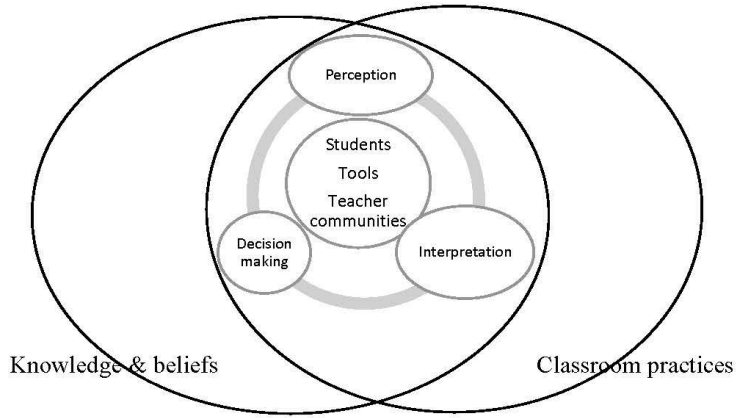 Perception
Students
Tools
Teacher
communities
Decision
making
Interpretation
Knowledge & beliefs
Classroom practices